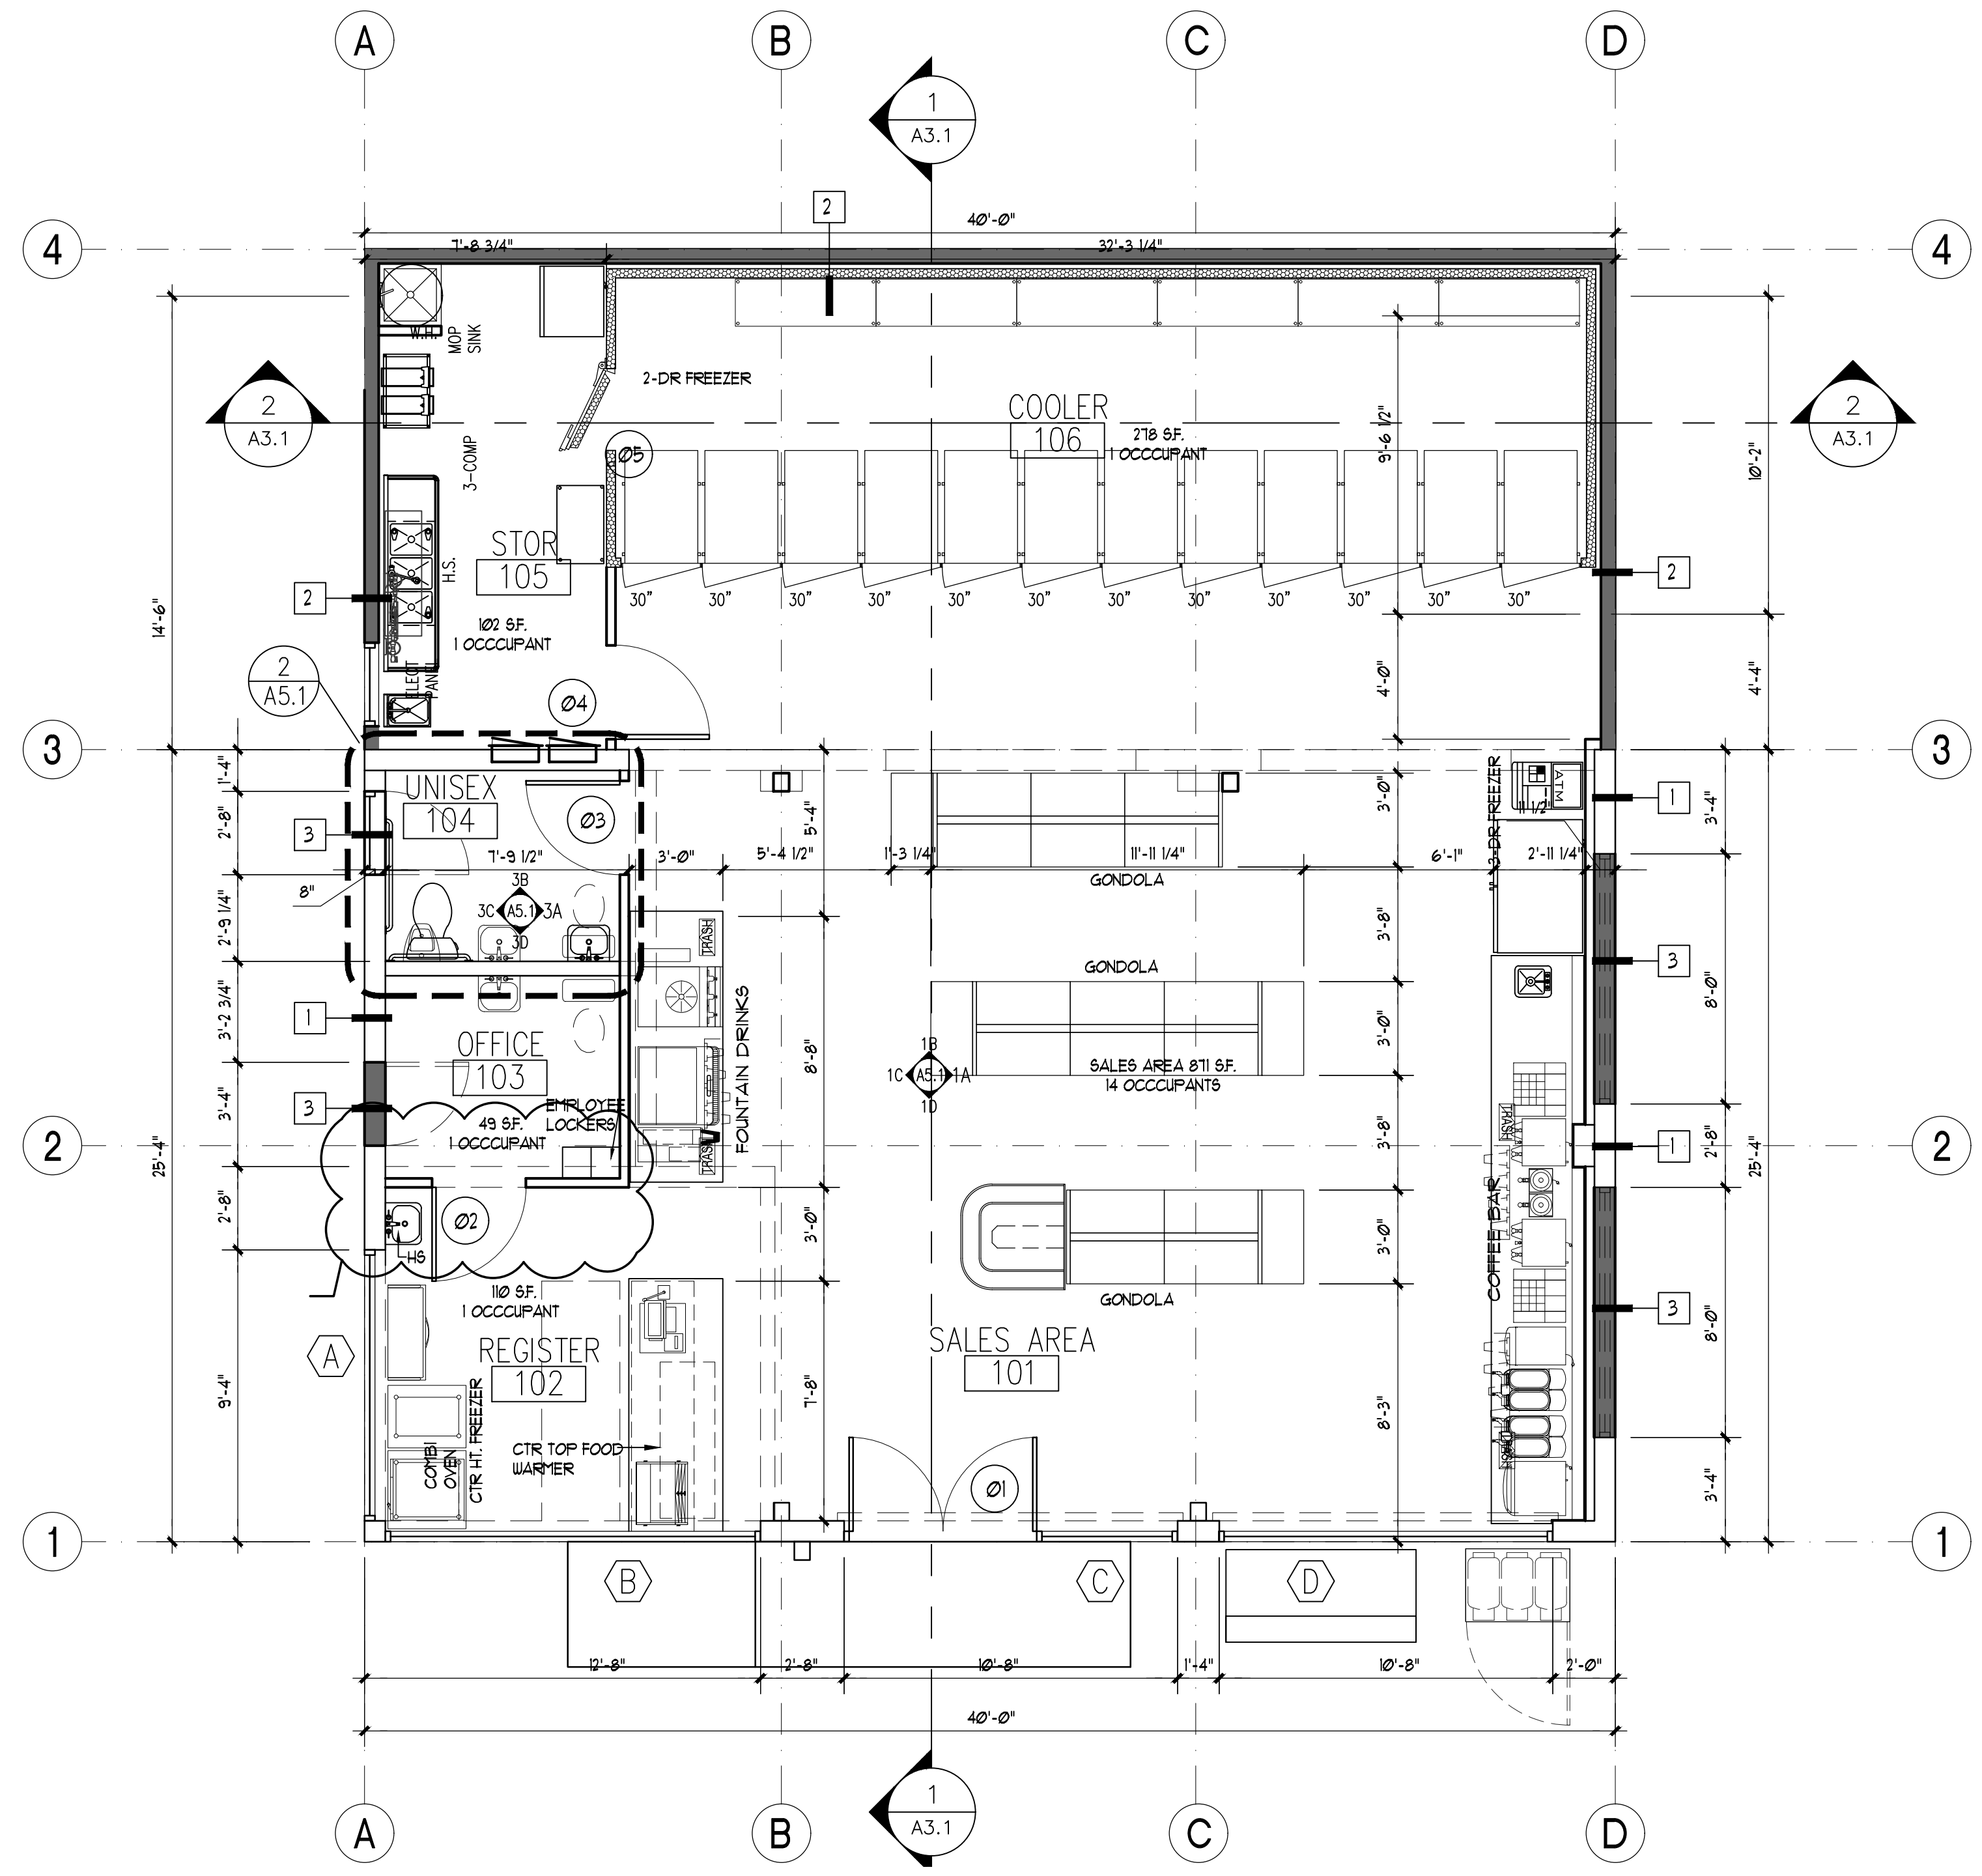 A
B
C
D
1
A3.1
2
40'-0"
4
4
7'-8 3/4"
32'-3 1/4"
W.H.
MOP
SINK
2-DR FREEZER
2
A3.1
COOLER
106
278 S.F.
1 OCCCUPANT
9'-6 1/2"
2
A3.1
10'-2"
3-COMP
Ø5
STOR
105
H.S.
2
2
30" 30" 30" 30" 30" 30" 30" 30" 30" 30" 30" 30"
14'-6"
102 S.F.
1 OCCCUPANT
2
A5.1
ELECT
PANE
Ø4
4'-0"
4'-4"
3
3
1'-4"
UNISEX
104
Ø3
2'-8"
3
5'-4"
3'-0"
3-DR FREEZER
ATM
11 1/2"
1
3'-4"
7'-9 1/2"
3'-0"
5'-4 1/2"
1'-3 1/4"
11'-11 1/4"
6'-1"
2'-11 1/4"
8"
GONDOLA
3B
3C
A5.1
3A
3D
2'-9 1/4"
TRASH
3'-8"
GONDOLA
3
8'-0"
3'-2 3/4"
1
OFFICE
103
FOUNTAIN DRINKS
8'-8"
1B
1C
A5.1
1A
1D
SALES AREA 871 S.F.
14 OCCCUPANTS
3'-0"
3'-4"
3
EMPLOYEE
LOCKERS
49 S.F.
1 OCCCUPANT
TRASH
TRASH
2
3'-8"
1
2'-8"
2
25'-4"
25'-4"
2'-8"
Ø2
HS
3'-0"
3'-0"
COFFEE BAR
110 S.F.
1 OCCCUPANT
GONDOLA
3
8'-0"
A
REGISTER
102
SALES AREA
101
9'-4"
7'-8"
8'-3"
COMBI
OVEN
CTR HT. FREEZER
CTR TOP FOOD
WARMER
Ø1
3'-4"
1
1
B
C
D
12'-8"
2'-8"
10'-8"
1'-4"
10'-8"
2'-0"
40'-0"
1
A3.1
A
B
C
D